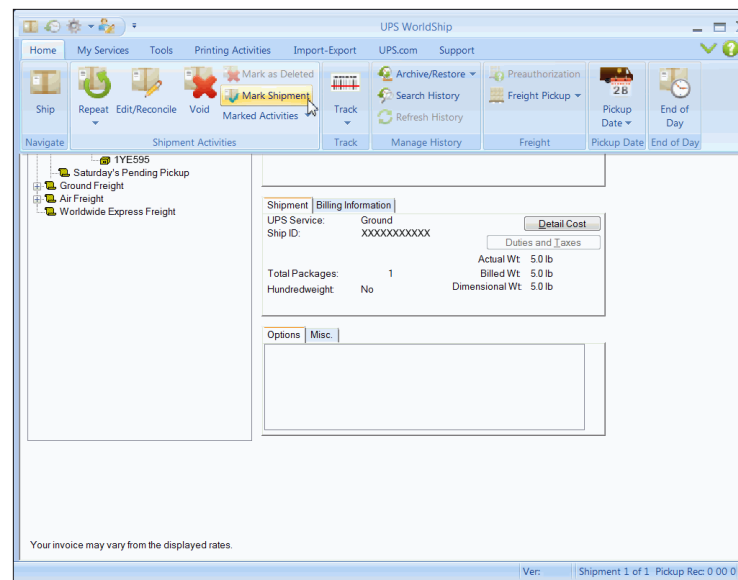 UPS WorldShip
Home My Services Tools Printing Activities Import-Export UPS.com Support
Ship
Repeat
Edit/Reconcile
Void
Mark as Deleted
Mark Shipment
Marked Activities
Track
Archive/Restore
Search History
Refresh History
Preauthorization
Freight Pickup
28
Pickup
Date
End of
Day
Navigate Shipment Activities Track Manage History Freight Pickup Date End of Day
1YE595
Saturday's Pending Pickup
Ground Freight
Air Freight
Worldwide Express Freight
Shipment Billing Information
UPS Service: Ground
Detail Cost
Ship ID: XXXXXXXXXXX
Duties and Taxes
Actual Wt: 5.0 lb
Total Packages: 1 Billed Wt: 5.0 lb
Hundredweight: No Dimensional Wt: 5.0 lb
Options Misc.
Your invoice may vary from the displayed rates.
Ver: Shipment 1 of 1 Pickup Rec: 0 00 0